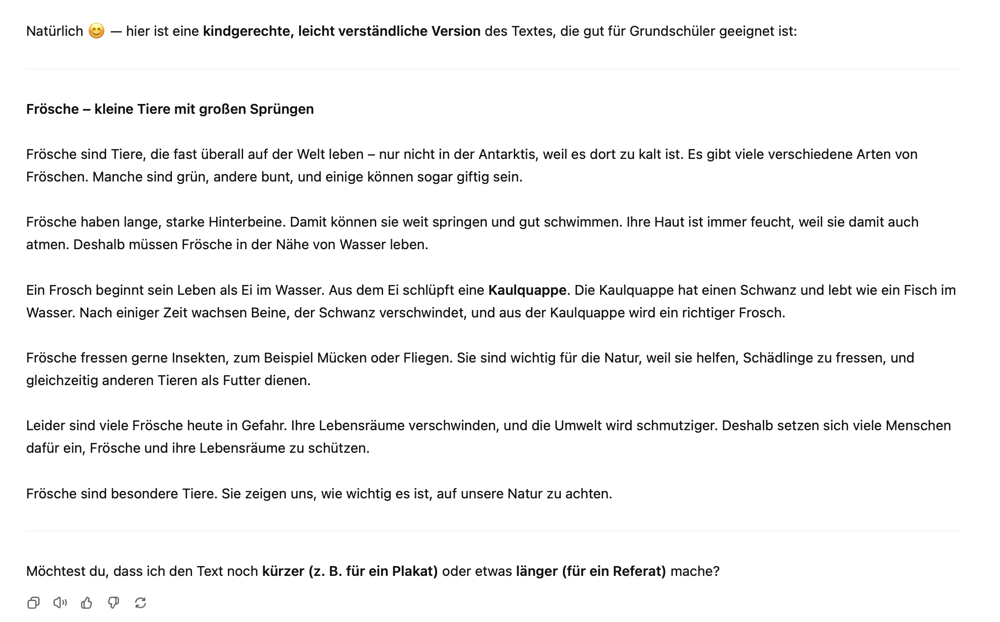 Natürlich 😊 — hier ist eine kindgerechte, leicht verständliche Version des Textes, die gut für Grundschüler geeignet ist:
Frösche – kleine Tiere mit großen Sprüngen
Frösche sind Tiere, die fast überall auf der Welt leben – nur nicht in der Antarktis, weil es dort zu kalt ist. Es gibt viele verschiedene Arten von
Fröschen. Manche sind grün, andere bunt, und einige können sogar giftig sein.
Frösche haben lange, starke Hinterbeine. Damit können sie weit springen und gut schwimmen. Ihre Haut ist immer feucht, weil sie damit auch
atmen. Deshalb müssen Frösche in der Nähe von Wasser leben.
Ein Frosch beginnt sein Leben als Ei im Wasser. Aus dem Ei schlüpft eine Kaulquappe. Die Kaulquappe hat einen Schwanz und lebt wie ein Fisch im
Wasser. Nach einiger Zeit wachsen Beine, der Schwanz verschwindet, und aus der Kaulquappe wird ein richtiger Frosch.
Frösche fressen gerne Insekten, zum Beispiel Mücken oder Fliegen. Sie sind wichtig für die Natur, weil sie helfen, Schädlinge zu fressen, und
gleichzeitig anderen Tieren als Futter dienen.
Leider sind viele Frösche heute in Gefahr. Ihre Lebensräume verschwinden, und die Umwelt wird schmutziger. Deshalb setzen sich viele Menschen
dafür ein, Frösche und ihre Lebensräume zu schützen.
Frösche sind besondere Tiere. Sie zeigen uns, wie wichtig es ist, auf unsere Natur zu achten.
Möchtest du, dass ich den Text noch kürzer (z. B. für ein Plakat) oder etwas länger (für ein Referat) mache?